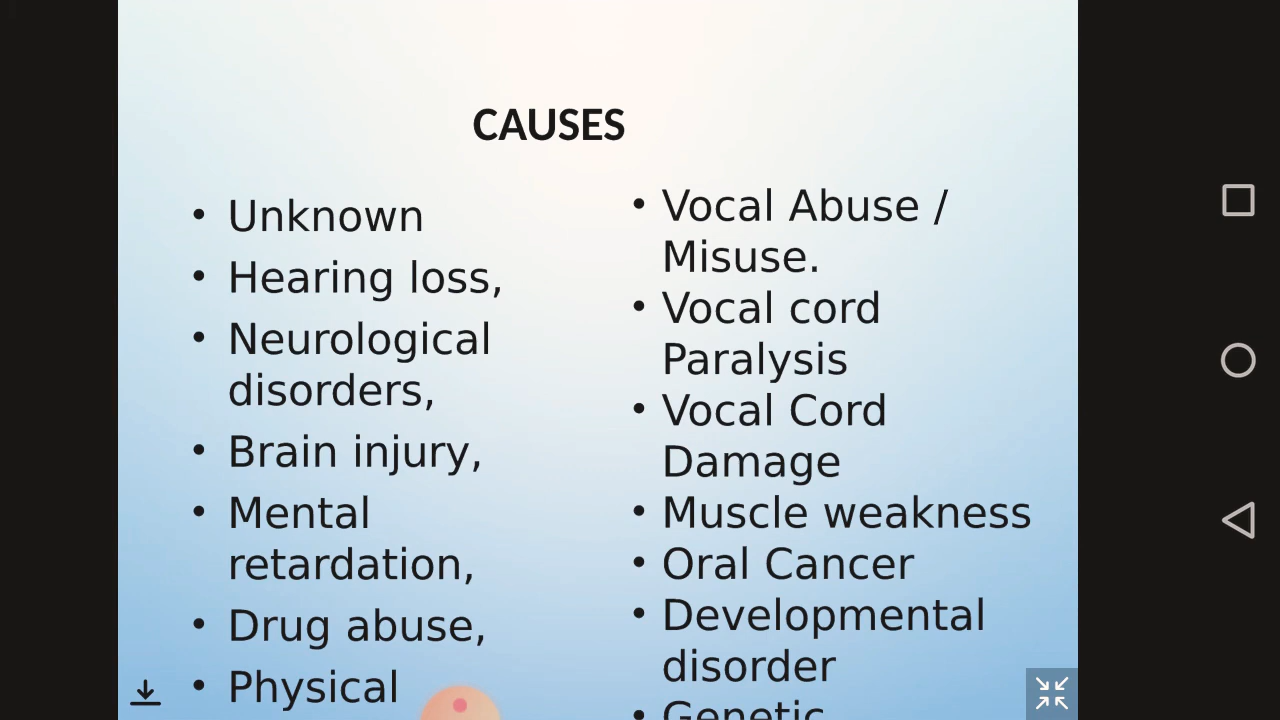 CAUSES
• Unknown
• Hearing loss,
• Neurological
disorders,
• Brain injury,
• Mental
retardation,
• Drug abuse,
• Physical
• Vocal Abuse /
Misuse.
• Vocal cord
Paralysis
• Vocal Cord
Damage
• Muscle weakness
• Oral Cancer
• Developmental
disorder
• Genetic